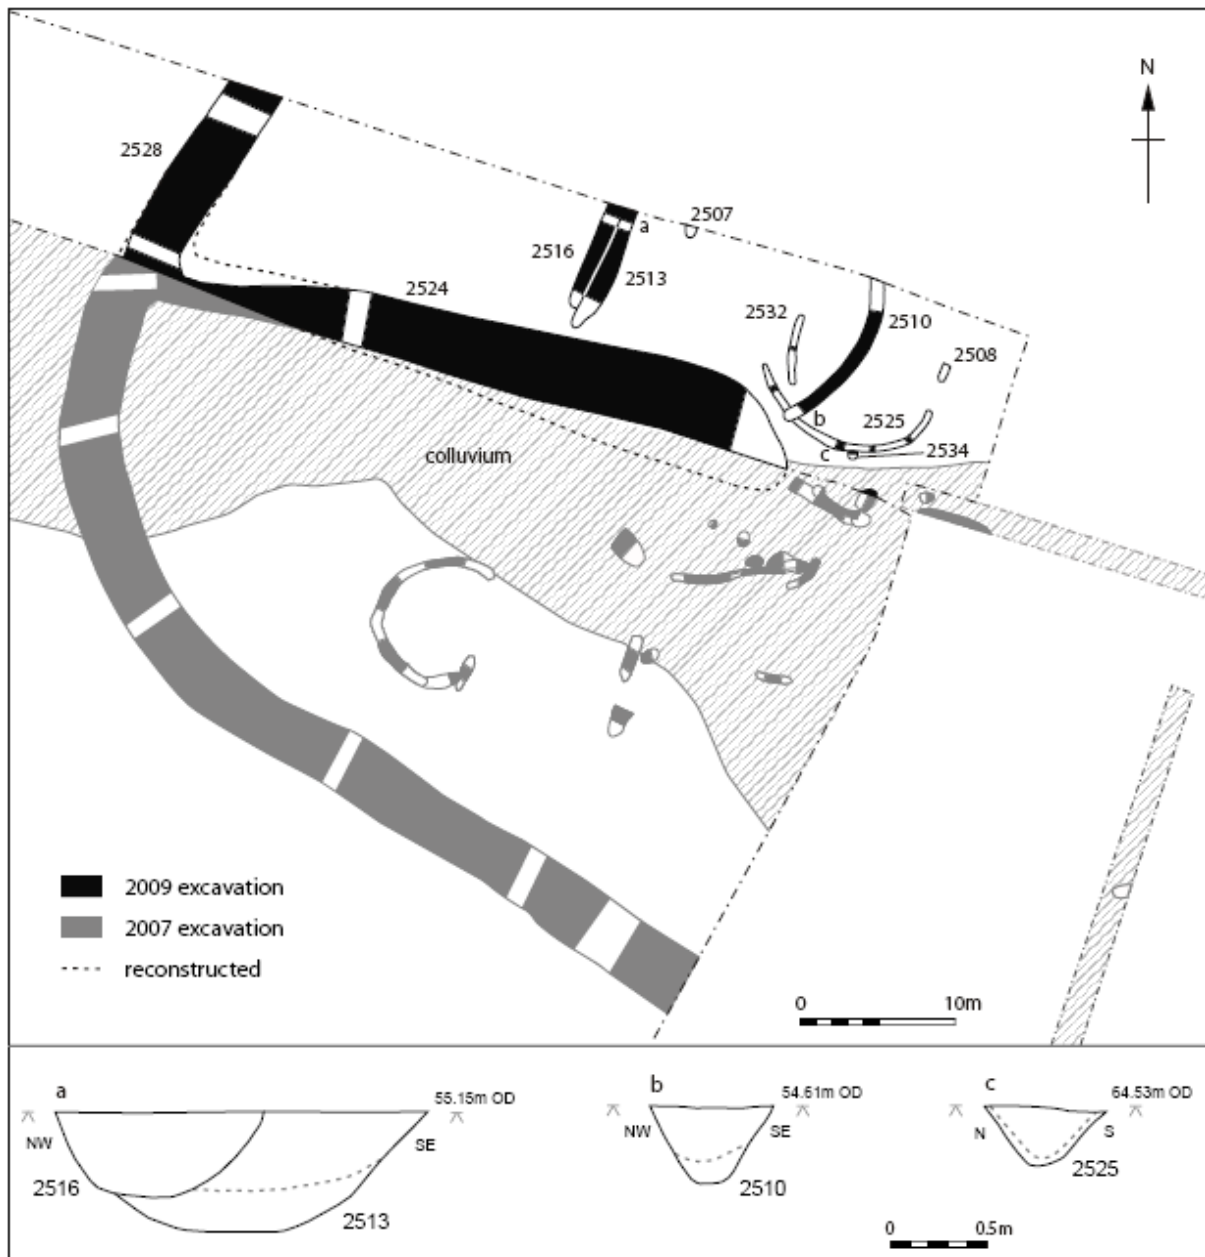 N
2528
2507
a
2516
2513
2524
2532
2510
2508
b
2525
c
2534
colluvium
2009 excavation
2007 excavation
reconstructed
0 10m
a
55.15m OD
NW
SE
2516
2513
b
54.61m OD
NW
SE
2510
c
64.53m OD
N
S
2525
0 0.5m